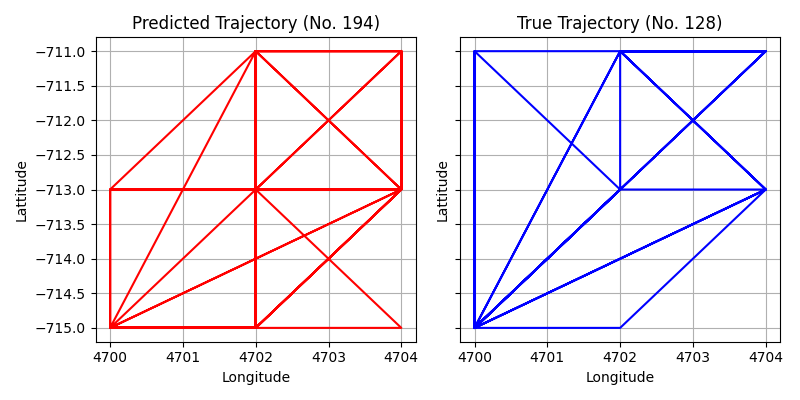 Predicted Trajectory (No. 194)
True Trajectory (No. 128)
−711.0
−711.5
−712.0
−712.5
−713.0
−713.5
−714.0
−714.5
−715.0
Lattitude
Lattitude
4700 4701 4702 4703 4704
4700 4701 4702 4703 4704
Longitude
Longitude